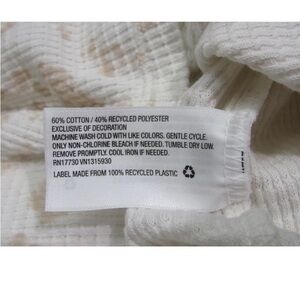 60% COTTON / 40% RECYCLED POLYESTER
EXCLUSIVE OF DECORATION
MACHINE WASH COLD WITH LIKE COLORS. GENTLE CYCLE.
ONLY NON-CHLORINE BLEACH IF NEEDED. TUMBLE DRY LOW.
REMOVE PROMPTLY. COOL IRON IF NEEDED.
RN17730 VN1315930
LABEL MADE FROM 100% RECYCLED PLASTIC